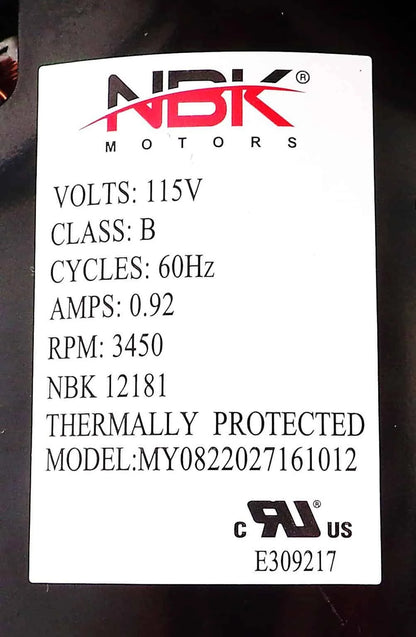 NBK®
MOTORS
VOLTS: 115V
CLASS: B
CYCLES: 60Hz
AMPS: 0.92
RPM: 3450
NBK 12181
THERMALLY PROTECTED
MODEL:MY0822027161012
c RU® US
E309217